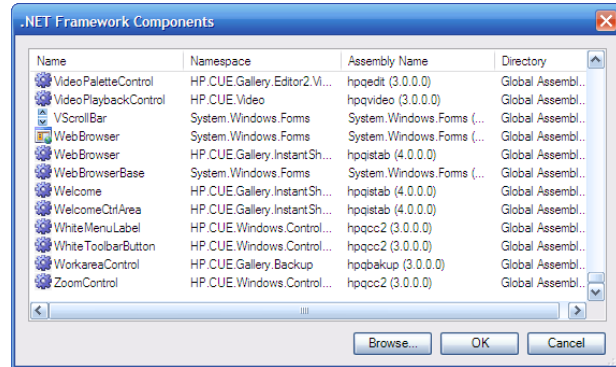 .NET Framework Components
Name Namespace Assembly Name Directory
VideoPaletteControl HP.CUE.Gallery.Editor2.Vi... hpqedit (3.0.0.0) Global Assembl..
VideoPlaybackControl HP.CUE.Video hpqvideo (3.0.0.0) Global Assembl..
VScrollBar System.Windows.Forms System.Windows.Forms (... Global Assembl..
WebBrowser System.Windows.Forms System.Windows.Forms (... Global Assembl..
WebBrowser HP.CUE.Gallery.InstantSh... hpqistab (4.0.0.0) Global Assembl..
WebBrowserBase System.Windows.Forms System.Windows.Forms (... Global Assembl..
Welcome HP.CUE.Gallery.InstantSh... hpqistab (4.0.0.0) Global Assembl..
WelcomeCtrlArea HP.CUE.Gallery.InstantSh... hpqistab (4.0.0.0) Global Assembl..
WhiteMenuLabel HP.CUE.Windows.Control... hpqcc2 (3.0.0.0) Global Assembl..
WhiteToolbarButton HP.CUE.Windows.Control... hpqcc2 (3.0.0.0) Global Assembl..
WorkareaControl HP.CUE.Gallery.Backup hpqbakup (3.0.0.0) Global Assembl..
ZoomControl HP.CUE.Windows.Control... hpqcc2 (3.0.0.0) Global Assembl..
Browse... OK Cancel